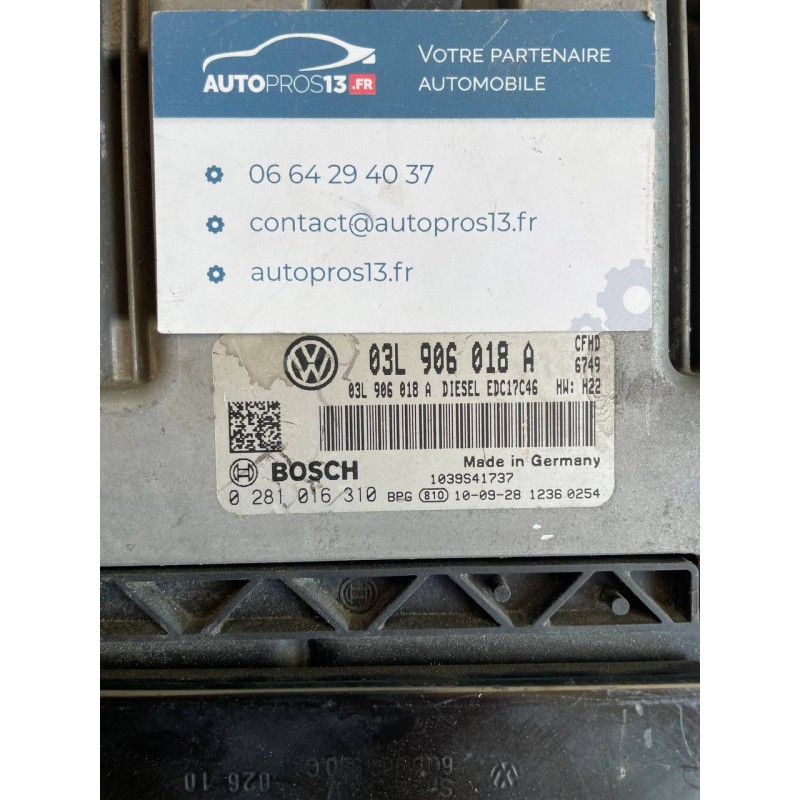 AUTOPROS13.FR
VOTRE PARTENAIRE
AUTOMOBILE
06 64 29 40 37
contact@autopros13.fr
autopros13.fr
03L 906 018 A
CFHD
6749
03L 906 018 A DIESEL EDC17C46 HW: H22
BOSCH
Made in Germany
1039S41737
0 281 016 310 BPG 810 10-09-28 1236 0254
026 10